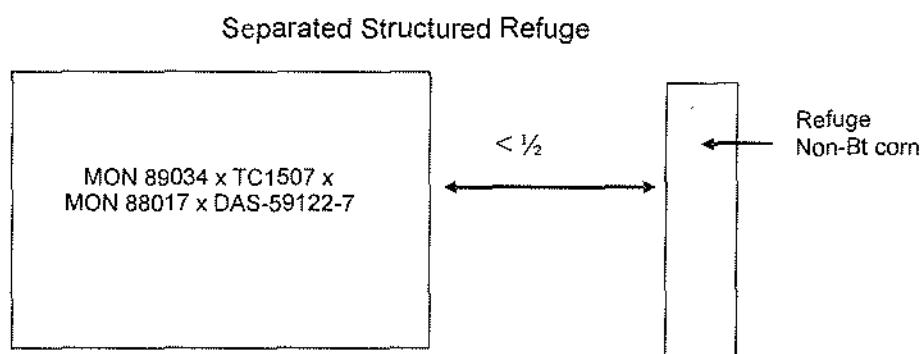 Separated Structured Refuge
MON 89034 x TC1507 x
MON 88017 x DAS-59122-7
< ½
Refuge
Non-Bt corn